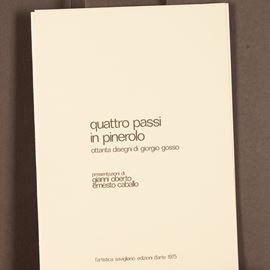 quattro passi
in pinerolo
ottanta disegni di giorgio gosso
presentazioni di
gianni oberto
ernesto caballo
l'artistica savigliano edizioni d'arte 1975